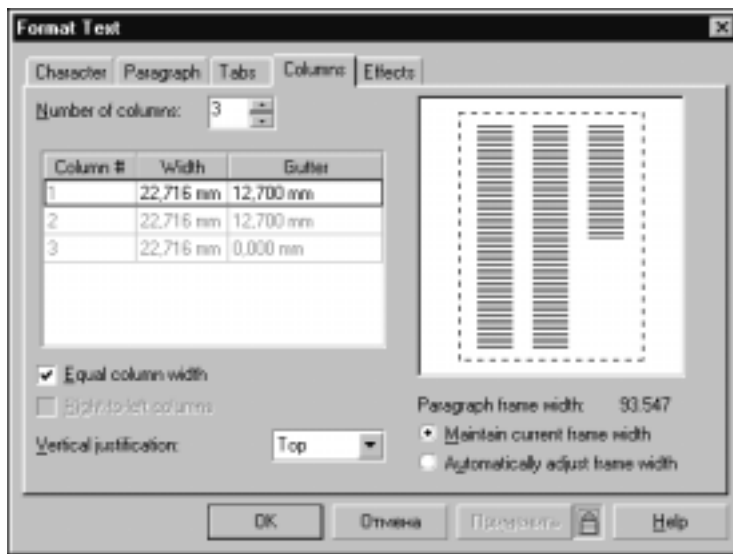 Format Text
Character Paragraph Tabs Columns Effects
Number of columns: 3
Column # Width Gutter
1 22,716 mm 12,700 mm
2 22,716 mm 12,700 mm
3 22,716 mm 0,000 mm
Equal column width
Right to left columns
Vertical justification: Top
Paragraph frame width: 93.547
Maintain current frame width
Automatically adjust frame width
OK Отмена Применить Help